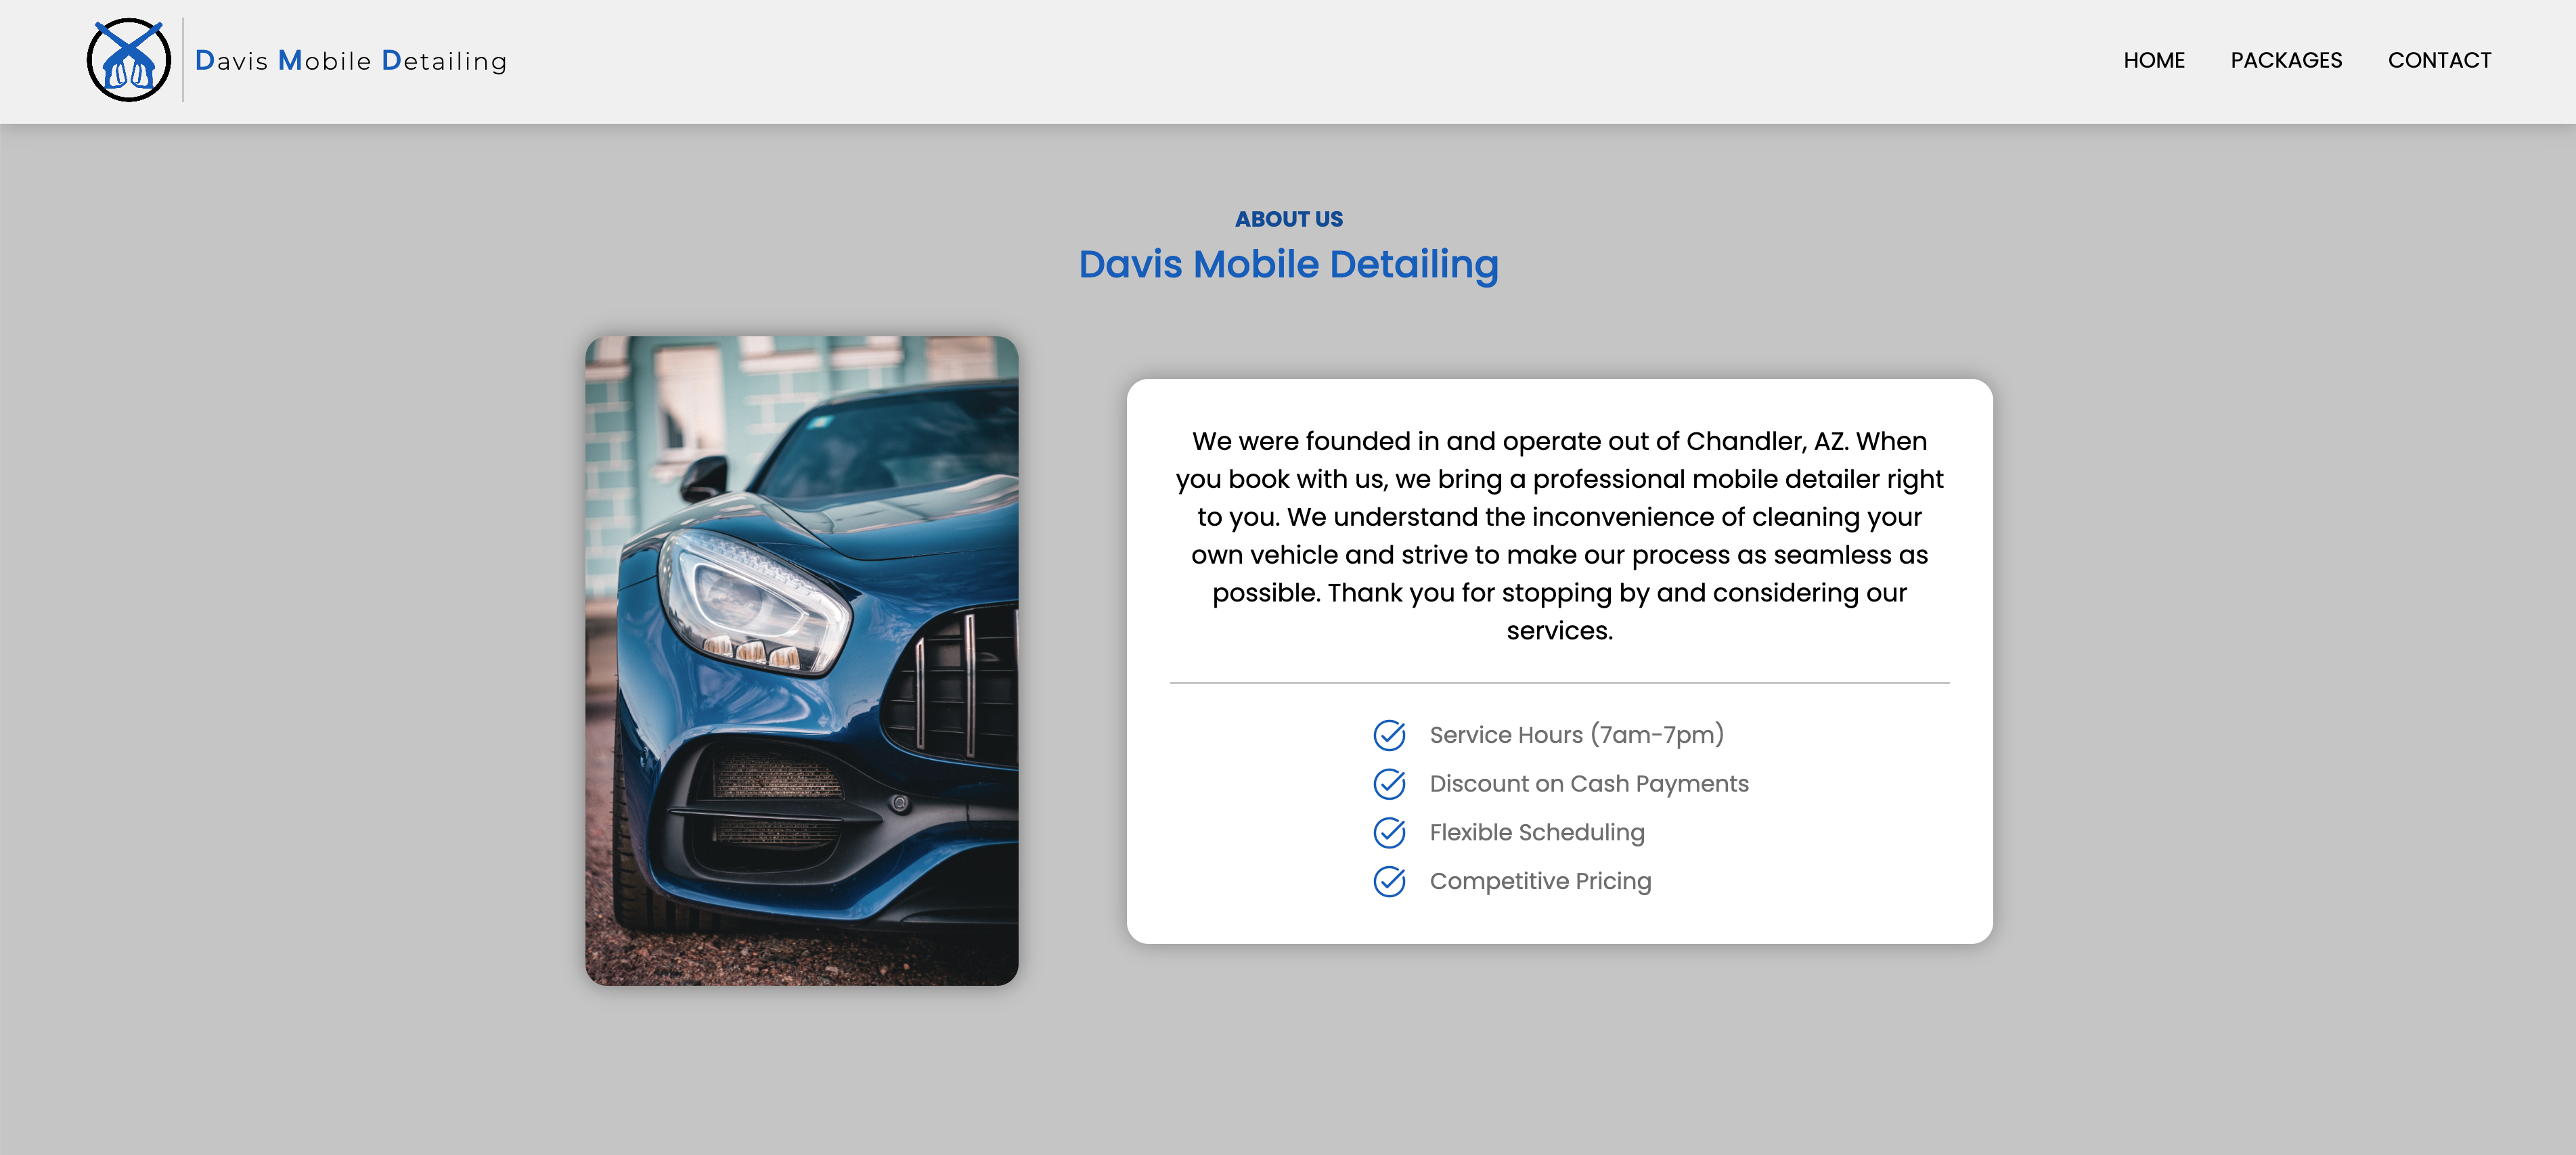 Davis Mobile Detailing
HOME PACKAGES CONTACT
ABOUT US
Davis Mobile Detailing
We were founded in and operate out of Chandler, AZ. When
you book with us, we bring a professional mobile detailer right
to you. We understand the inconvenience of cleaning your
own vehicle and strive to make our process as seamless as
possible. Thank you for stopping by and considering our
services.
Service Hours (7am-7pm)
Discount on Cash Payments
Flexible Scheduling
Competitive Pricing